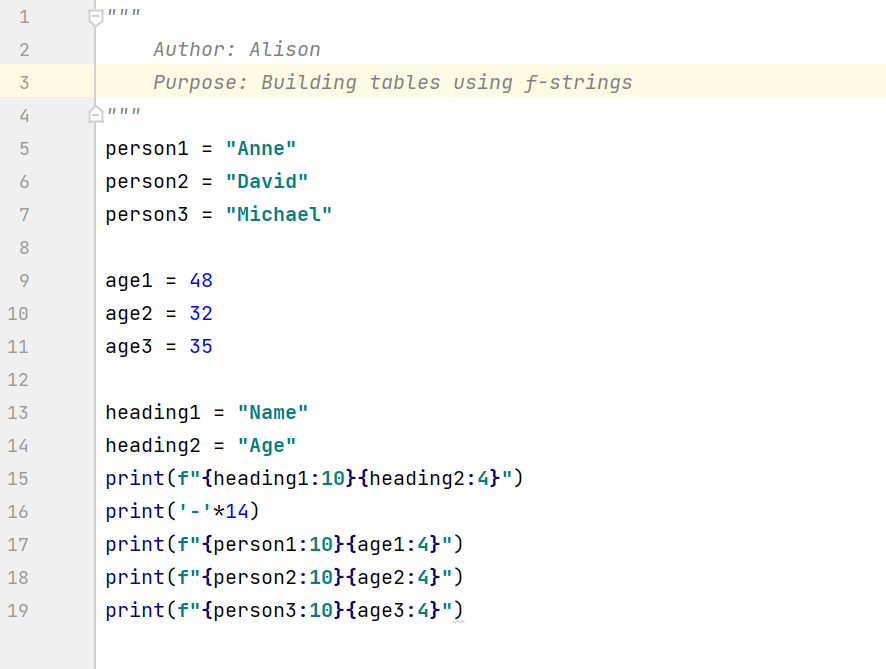 1 """
2     Author: Alison
3     Purpose: Building tables using f-strings
4 """
5 person1 = "Anne"
6 person2 = "David"
7 person3 = "Michael"
8
9 age1 = 48
10 age2 = 32
11 age3 = 35
12
13 heading1 = "Name"
14 heading2 = "Age"
15 print(f"{heading1:10}{heading2:4}")
16 print('-'*14)
17 print(f"{person1:10}{age1:4}")
18 print(f"{person2:10}{age2:4}")
19 print(f"{person3:10}{age3:4}")